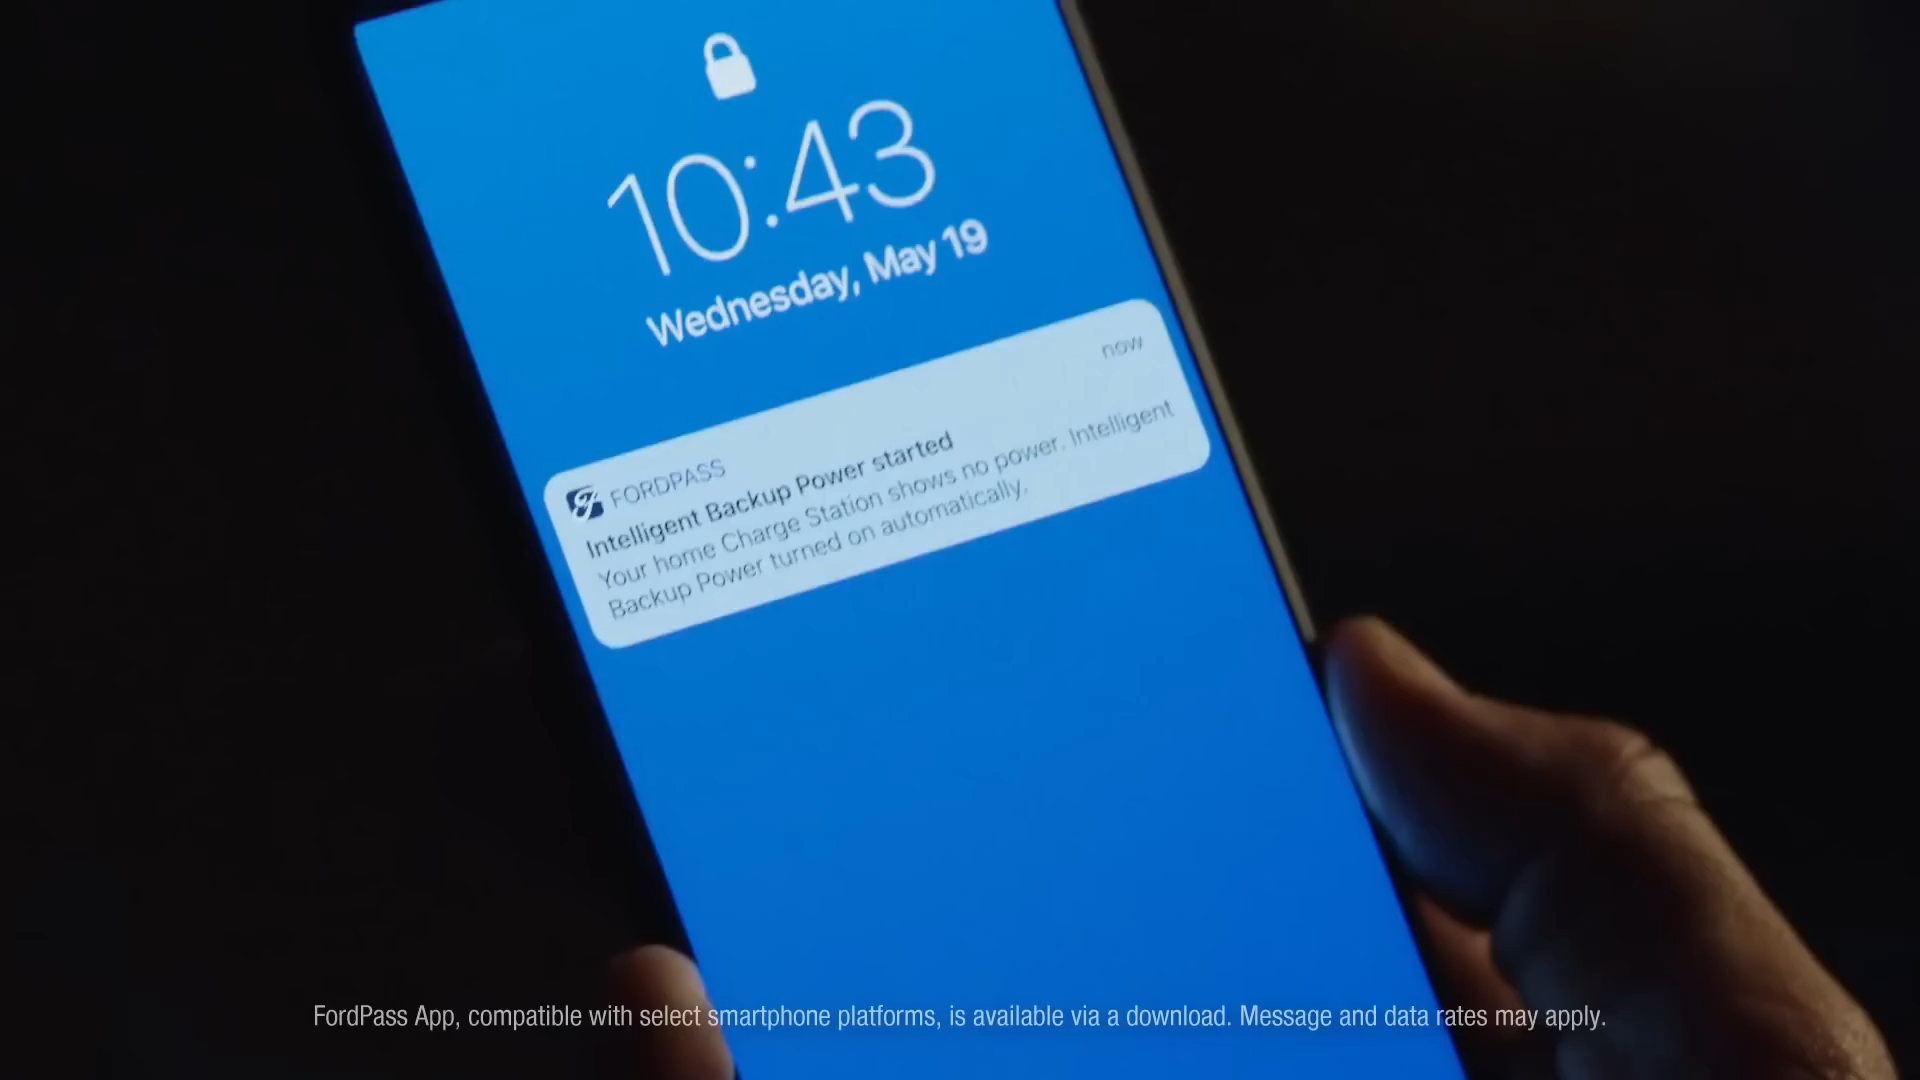 10:43
Wednesday, May 19
FORDPASS
now
Intelligent Backup Power started
Your home Charge Station shows no power. Intelligent
Backup Power turned on automatically.
FordPass App, compatible with select smartphone platforms, is available via a download. Message and data rates may apply.